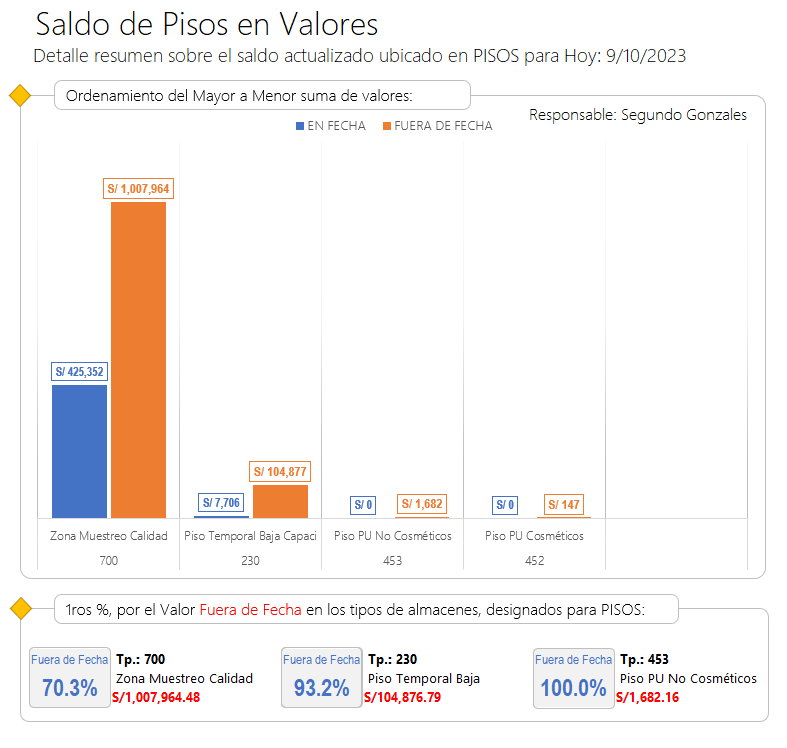 Saldo de Pisos en Valores
Detalle resumen sobre el saldo actualizado ubicado en PISOS para Hoy: 9/10/2023
Ordenamiento del Mayor a Menor suma de valores:
Responsable: Segundo Gonzales
EN FECHA FUERA DE FECHA
S/ 1,007,964
S/ 425,352
S/ 104,877
S/ 7,706
S/ 0
S/ 1,682
S/ 0
S/ 147
Zona Muestreo Calidad Piso Temporal Baja Capaci Piso PU No Cosméticos Piso PU Cosméticos
700 230 453 452
1ros %, por el Valor Fuera de Fecha en los tipos de almacenes, designados para PISOS:
Fuera de Fecha
70.3%
Tp.: 700
Zona Muestreo Calidad
S/1,007,964.48
Fuera de Fecha
93.2%
Tp.: 230
Piso Temporal Baja
S/104,876.79
Fuera de Fecha
100.0%
Tp.: 453
Piso PU No Cosméticos
S/1,682.16